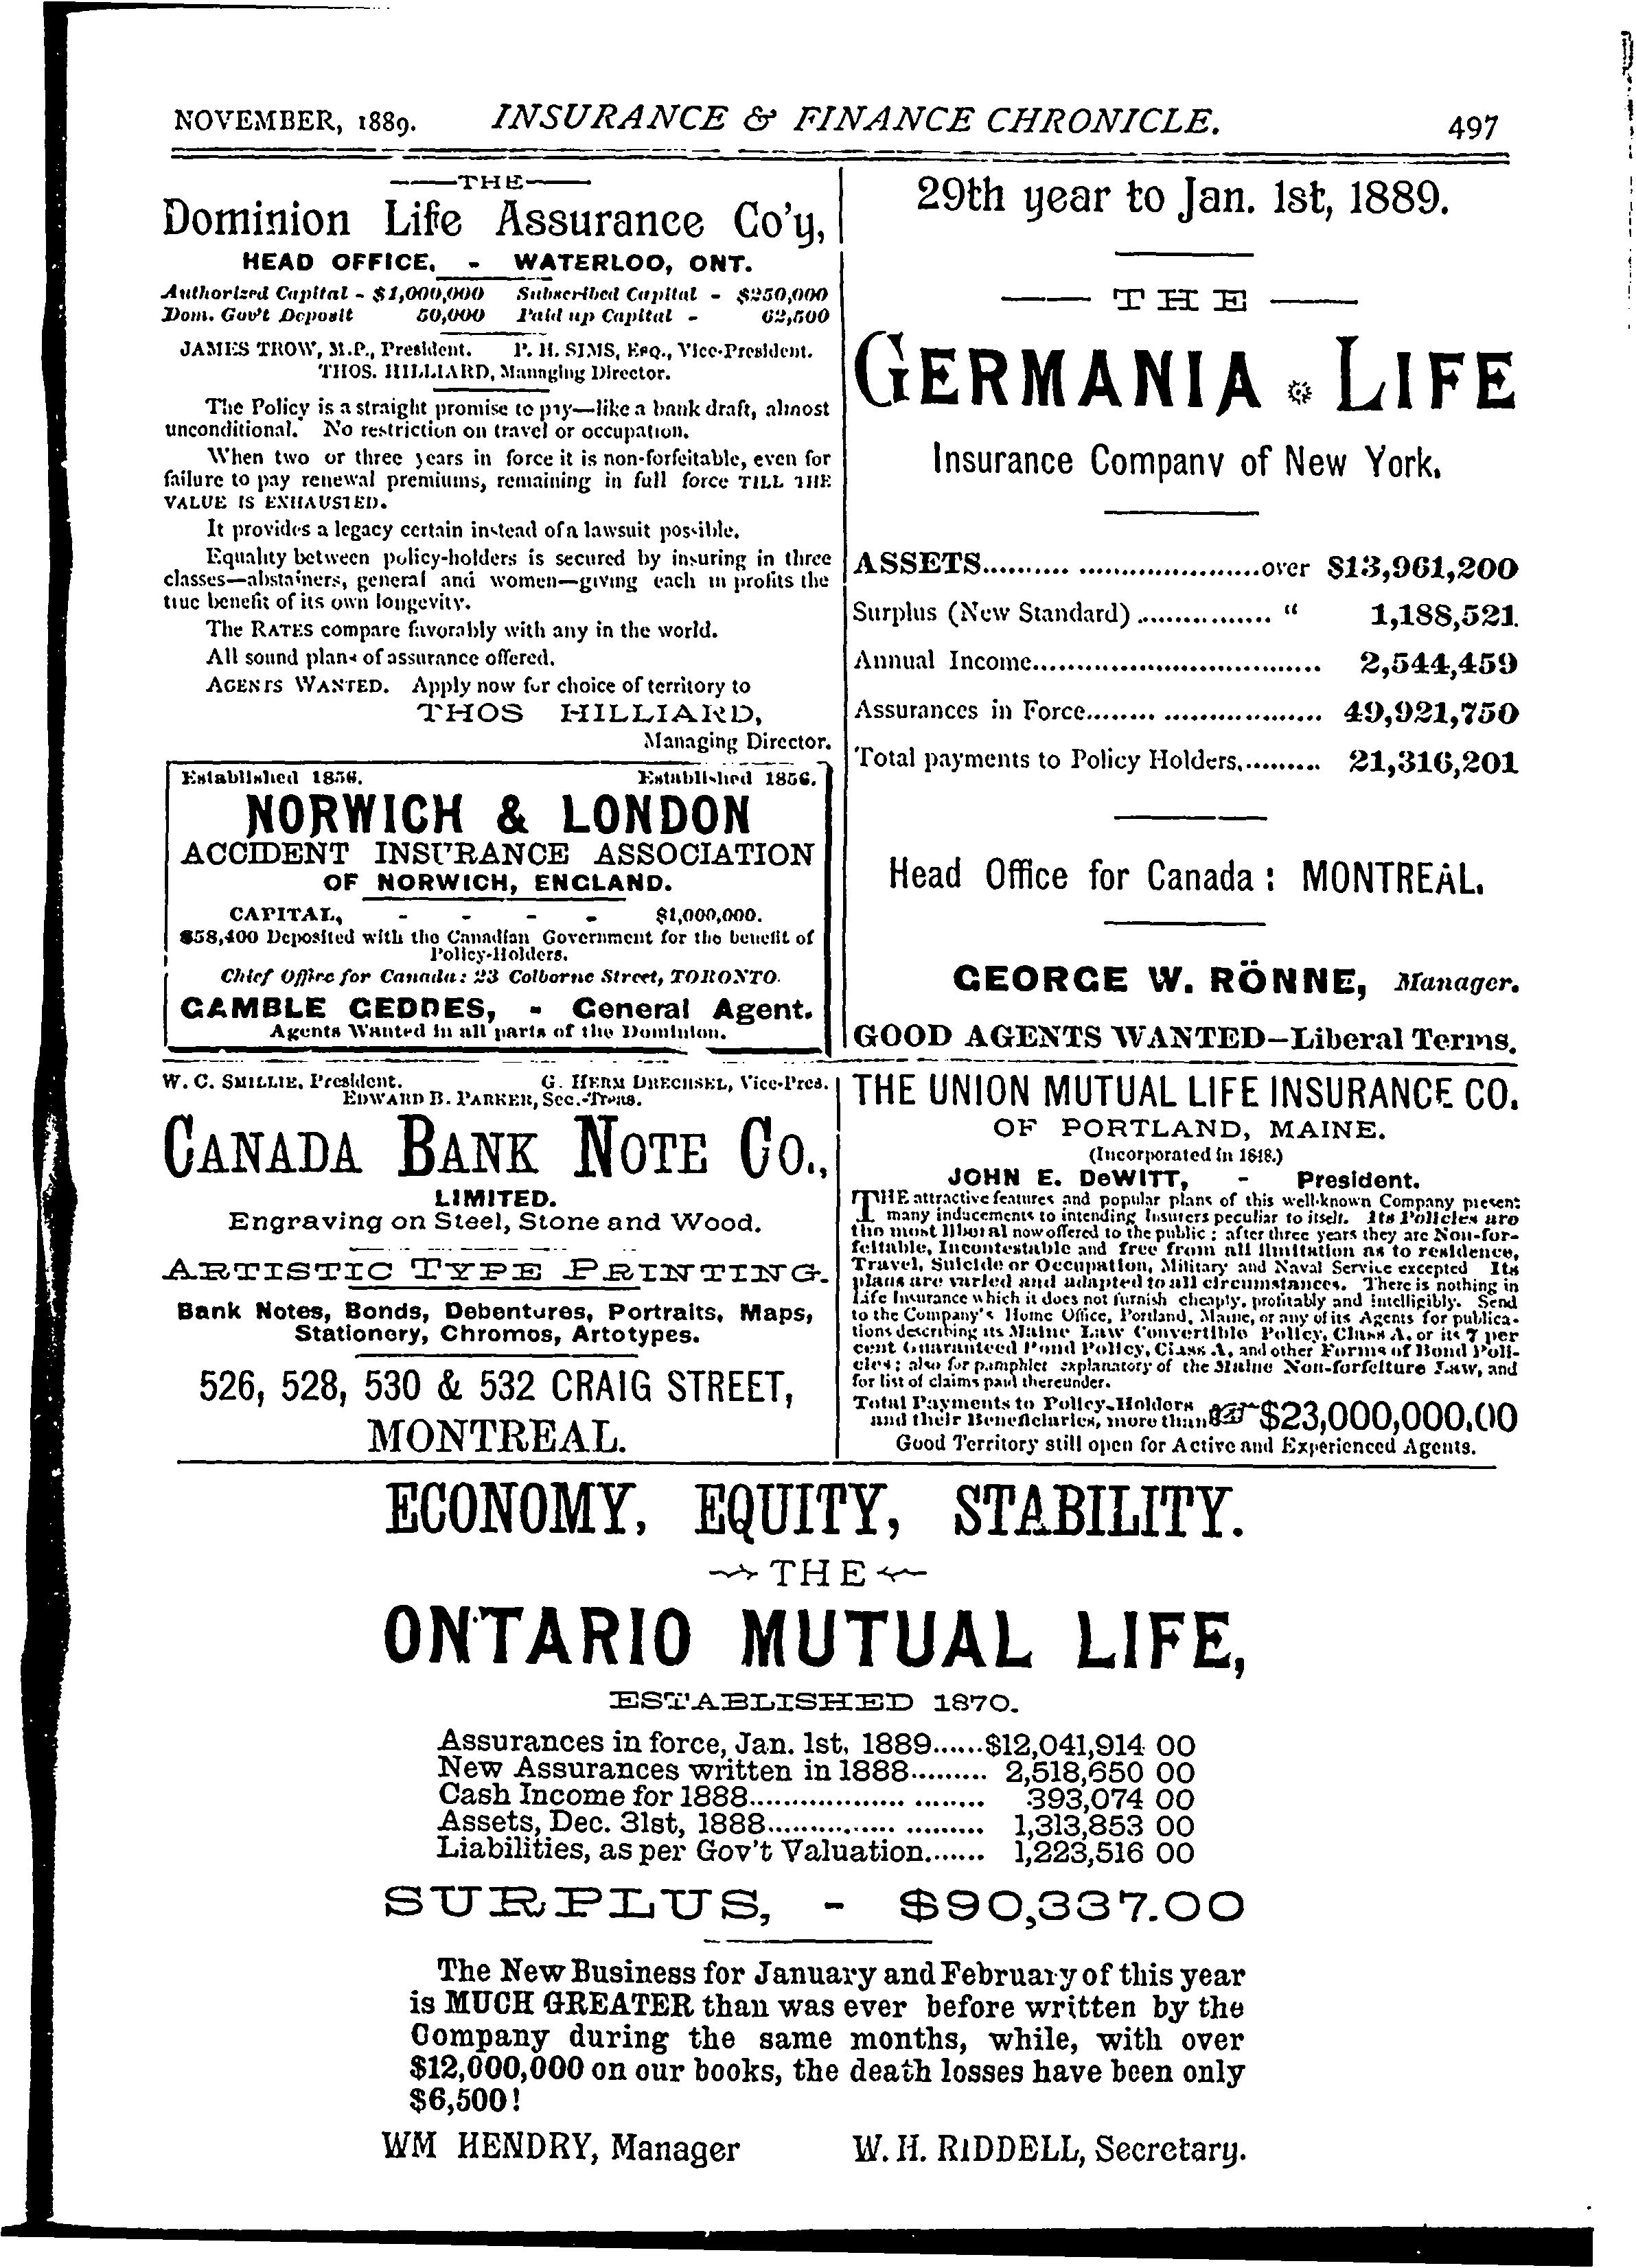 NOVEMBER, 1889. INSURANCE & FINANCE CHRONICLE. 497
THE
Dominion Life Assurance Co'y,
HEAD OFFICE, - WATERLOO, ONT.
Authorized Capital - $1,000,000 Subscribed Capital - $250,000
Dom. Gov't Deposit 50,000 Paid up Capital - 62,500
JAMES TROW, M.P., President. P. H. SIMS, Esq., Vice-President.
THOS. HILLIARD, Managing Director.
The Policy is a straight promise to pay—like a bank draft, almost
unconditional. No restriction on travel or occupation.
When two or three years in force it is non-forfeitable, even for
failure to pay renewal premiums, remaining in full force TILL THE
VALUE IS EXHAUSTED.
It provides a legacy certain instead of a lawsuit possible.
Equality between policy-holders is secured by insuring in three
classes—abstainers, general and women—giving each in profits the
true benefit of its own longevity.
The RATES compare favorably with any in the world.
All sound plans of assurance offered.
AGENTS WANTED. Apply now for choice of territory to
THOS HILLIARD,
Managing Director.
Established 1856. Established 1856.
NORWICH & LONDON
ACCIDENT INSURANCE ASSOCIATION
OF NORWICH, ENGLAND.
CAPITAL, - - - - $1,000,000.
$58,400 Deposited with the Canadian Government for the benefit of
Policy-Holders.
Chief Office for Canada: 23 Colborne Street, TORONTO.
GAMBLE GEDDES, - General Agent.
Agents Wanted in all parts of the Dominion.
W. C. SMILLIE, President. G. HERM DRECHSEL, Vice-Pres.
EDWARD B. PARKER, Sec.-Treas.
CANADA BANK NOTE CO.,
LIMITED.
Engraving on Steel, Stone and Wood.
ARTISTIC TYPE PRINTING.
Bank Notes, Bonds, Debentures, Portraits, Maps,
Stationery, Chromos, Artotypes.
526, 528, 530 & 532 CRAIG STREET,
MONTREAL.
29th year to Jan. 1st, 1889.
THE
GERMANIA LIFE
Insurance Company of New York.
ASSETS.......... ......................over $13,961,200
Surplus (New Standard)................ " 1,188,521.
Annual Income................................. 2,544,459
Assurances in Force........ .................. 49,921,750
Total payments to Policy Holders.......... 21,316,201
Head Office for Canada: MONTREAL.
GEORGE W. RÖNNE, Manager.
GOOD AGENTS WANTED—Liberal Terms.
THE UNION MUTUAL LIFE INSURANCE CO.
OF PORTLAND, MAINE.
(Incorporated in 1848.)
JOHN E. DeWITT, - President.
THE attractive features and popular plans of this well-known Company present
many inducements to intending Insurers peculiar to itself. Its Policies are
the most liberal now offered to the public; after three years they are Non-for-
feitable, Incontestable and free from all limitation as to residence,
Travel, Suicide or Occupation, Military and Naval Service excepted Its
plans are varied and adapted to all circumstances. There is nothing in
Life Insurance which it does not furnish cheaply, profitably and intelligibly. Send
to the Company's Home Office, Portland, Maine, or any of its Agents for publica-
tions describing its Maine Law Convertible Policy, Class A, or its 7 per
cent Guaranteed Bond Policy, Class A, and other Forms of Bond Poli-
cies; also for pamphlet explanatory of the Maine Non-forfeiture Law, and
for list of claims paid thereunder.
Total Payments to Policy-Holders
and their Beneficiaries, more than $23,000,000.00
Good Territory still open for Active and Experienced Agents.
ECONOMY, EQUITY, STABILITY.
THE
ONTARIO MUTUAL LIFE,
ESTABLISHED 1870.
Assurances in force, Jan. 1st, 1889......$12,041,914 00
New Assurances written in 1888......... 2,518,650 00
Cash Income for 1888.................. ........ 393,074 00
Assets, Dec. 31st, 1888............... ......... 1,313,853 00
Liabilities, as per Gov't Valuation....... 1,223,516 00
SURPLUS, - $90,337.00
The New Business for January and February of this year
is MUCH GREATER than was ever before written by the
Company during the same months, while, with over
$12,000,000 on our books, the death losses have been only
$6,500!
WM HENDRY, Manager W. H. RIDDELL, Secretary.